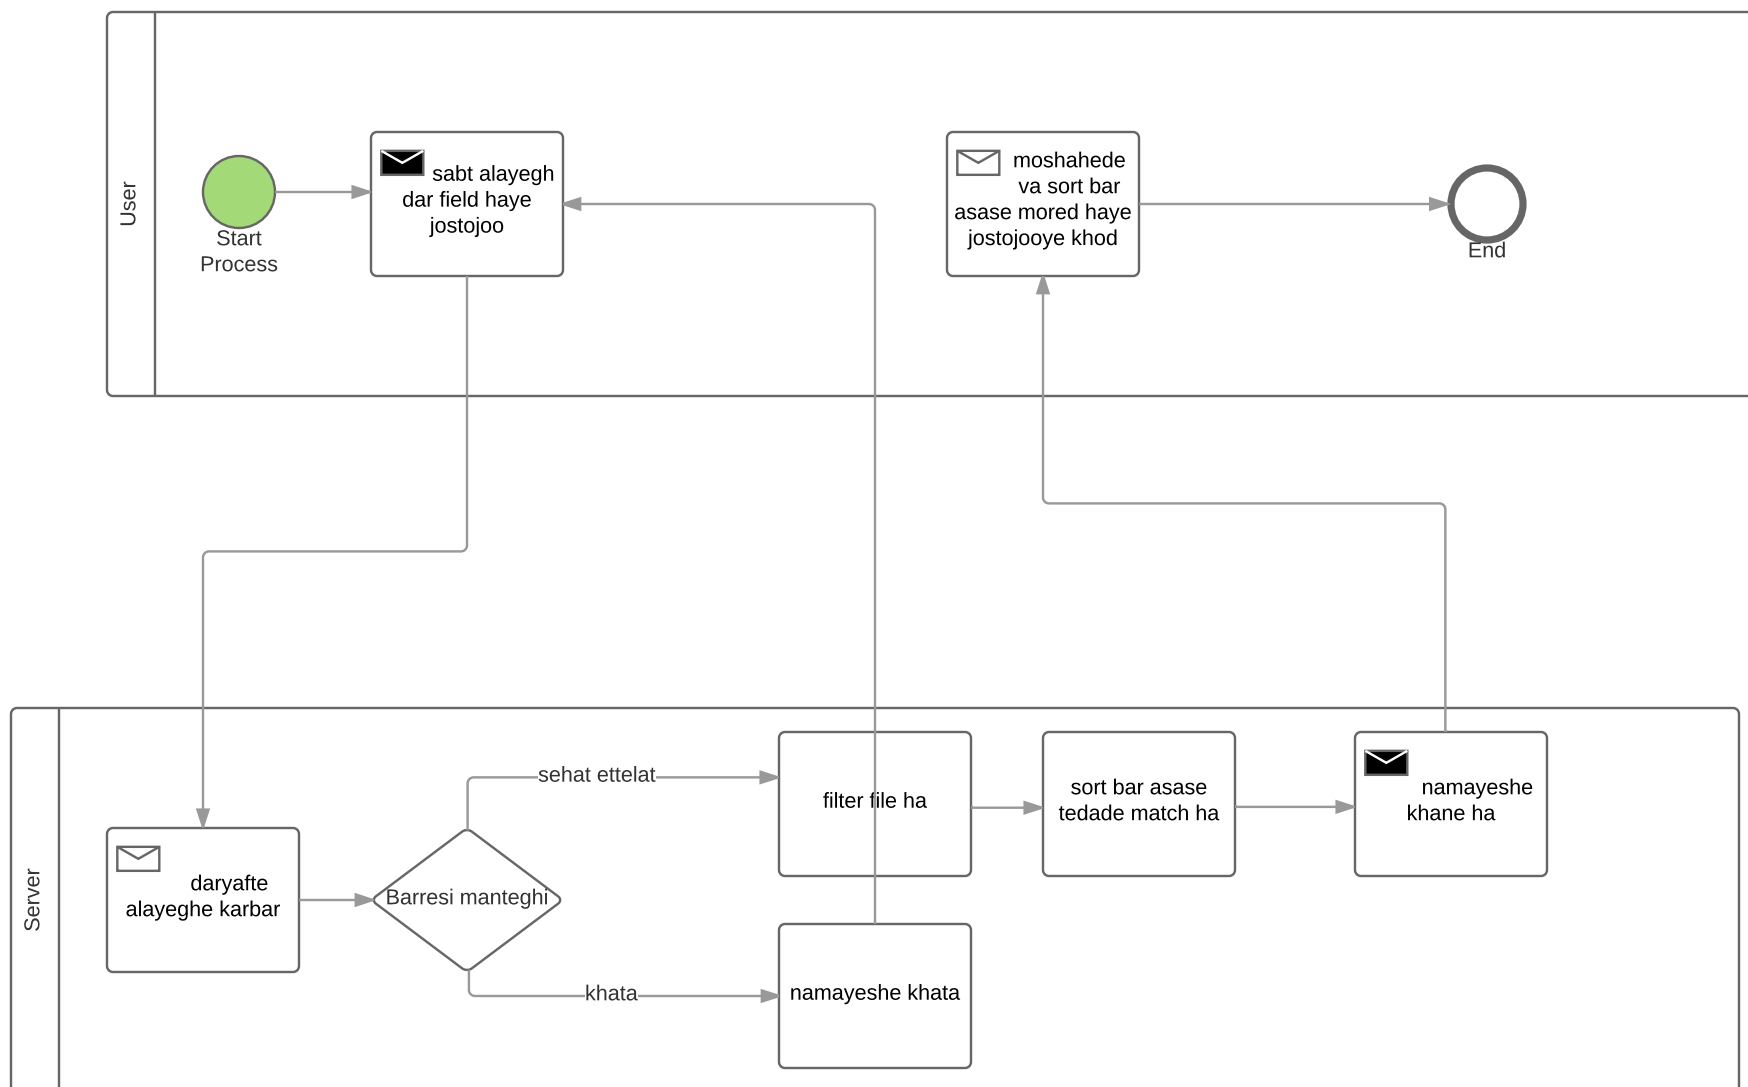 User
Start
Process
sabt alayegh
dar field haye
jostojoo
moshahede
va sort bar
asase mored haye
jostojooye khod
End
Server
daryafte
alayeghe karbar
Barresi manteghi
sehat ettelat
khata
filter file ha
namayeshe khata
sort bar asase
tedade match ha
namayeshe
khane ha